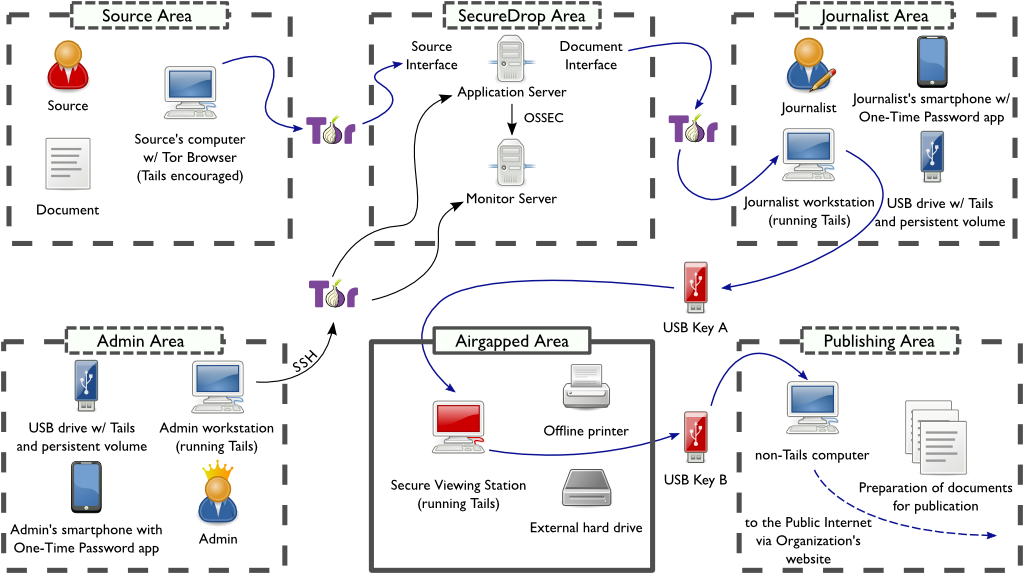 Source Area
Source
Document
Source's computer
w/ Tor Browser
(Tails encouraged)
Tor
SecureDrop Area
Source
Interface
Document
Interface
Application Server
OSSEC
Monitor Server
Tor
Journalist Area
Journalist
Journalist's smartphone w/
One-Time Password app
Journalist workstation
(running Tails)
USB drive w/ Tails
and persistent volume
Tor
SSH
USB Key A
Admin Area
USB drive w/ Tails
and persistent volume
Admin workstation
(running Tails)
Admin's smartphone with
One-Time Password app
Admin
Airgapped Area
Offline printer
Secure Viewing Station
(running Tails)
External hard drive
USB Key B
Publishing Area
non-Tails computer
Preparation of documents
for publication
to the Public Internet
via Organization's
website